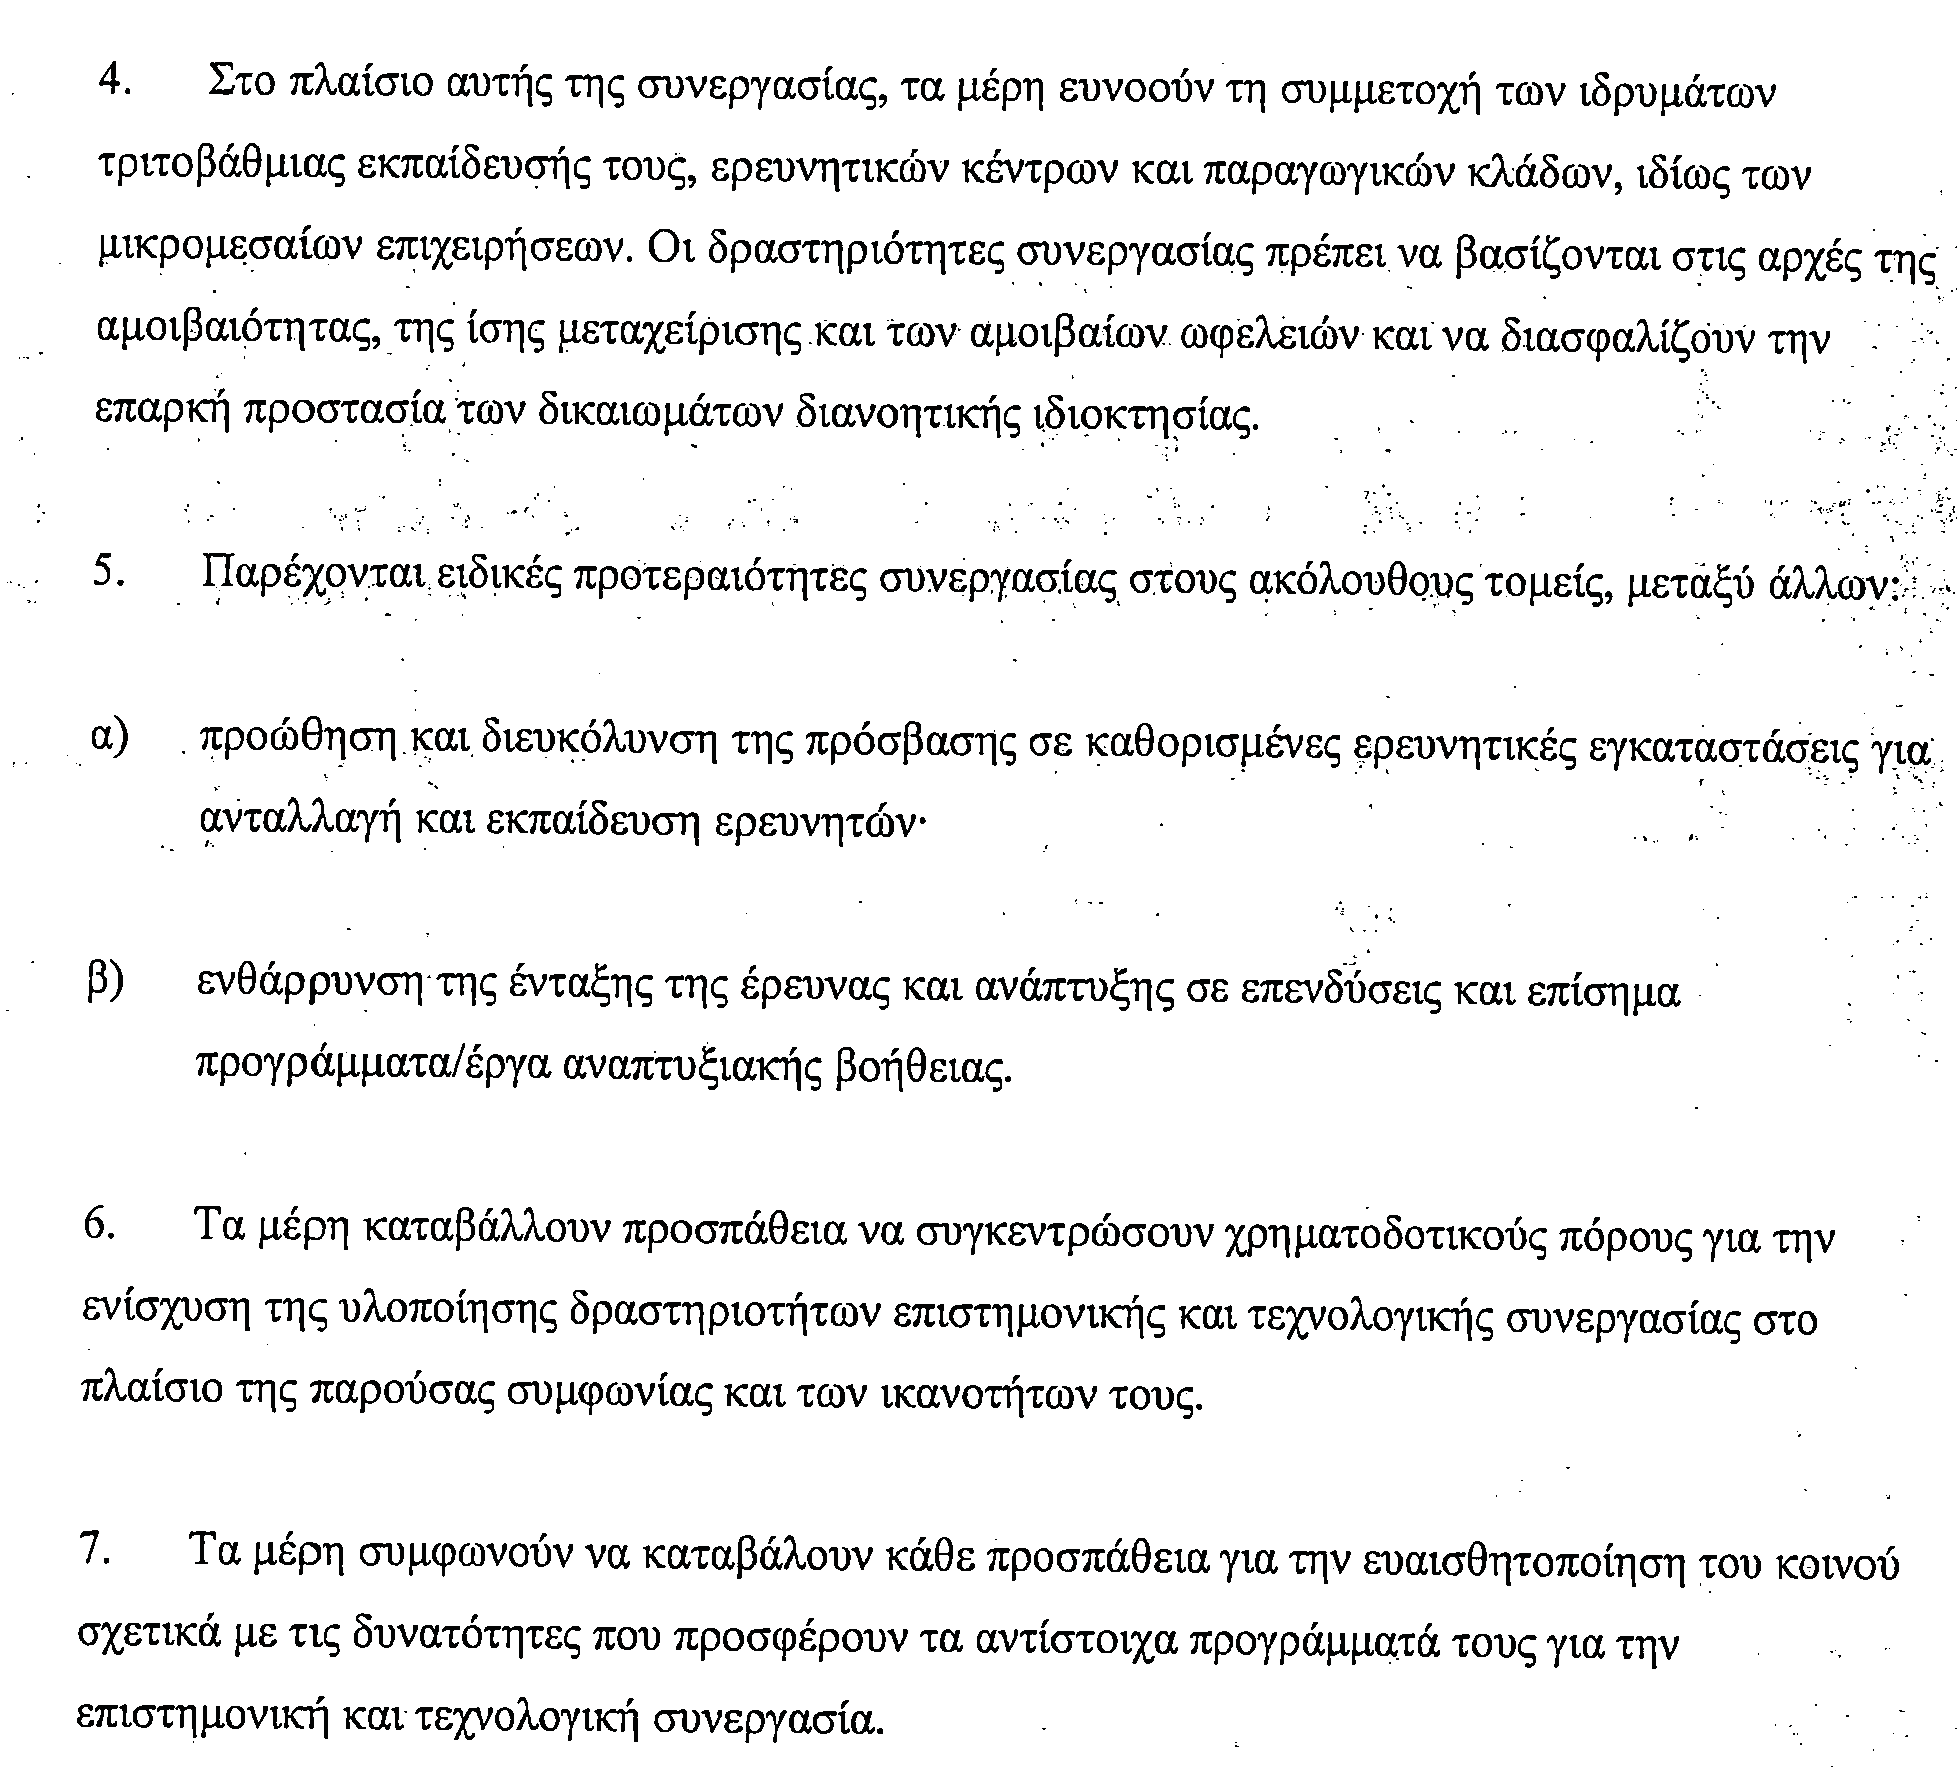 4. Στο πλαίσιο αυτής της συνεργασίας, τα μέρη ευνοούν τη συμμετοχή των ιδρυμάτων
τριτοβάθμιας εκπαίδευσής τους, ερευνητικών κέντρων και παραγωγικών κλάδων, ιδίως των
μικρομεσαίων επιχειρήσεων. Οι δραστηριότητες συνεργασίας πρέπει να βασίζονται στις αρχές της
αμοιβαιότητας, της ίσης μεταχείρισης και των αμοιβαίων ωφελειών και να διασφαλίζουν την
επαρκή προστασία των δικαιωμάτων διανοητικής ιδιοκτησίας.
5. Παρέχονται ειδικές προτεραιότητες συνεργασίας στους ακόλουθους τομείς, μεταξύ άλλων:
α) προώθηση και διευκόλυνση της πρόσβασης σε καθορισμένες ερευνητικές εγκαταστάσεις για
ανταλλαγή και εκπαίδευση ερευνητών·
β) ενθάρρυνση της ένταξης της έρευνας και ανάπτυξης σε επενδύσεις και επίσημα
προγράμματα/έργα αναπτυξιακής βοήθειας.
6. Τα μέρη καταβάλλουν προσπάθεια να συγκεντρώσουν χρηματοδοτικούς πόρους για την
ενίσχυση της υλοποίησης δραστηριοτήτων επιστημονικής και τεχνολογικής συνεργασίας στο
πλαίσιο της παρούσας συμφωνίας και των ικανοτήτων τους.
7. Τα μέρη συμφωνούν να καταβάλουν κάθε προσπάθεια για την ευαισθητοποίηση του κοινού
σχετικά με τις δυνατότητες που προσφέρουν τα αντίστοιχα προγράμματά τους για την
επιστημονική και τεχνολογική συνεργασία.